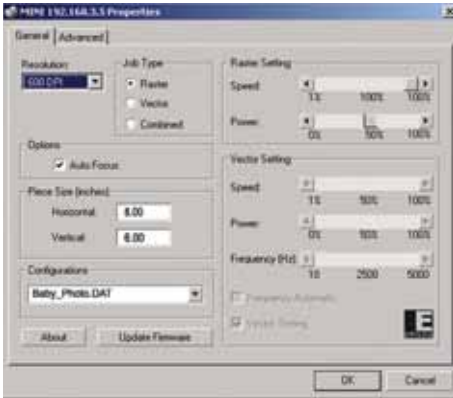 MINI 192.168.3.5 Properties
General Advanced
Resolution:
600 DPI
Job Type
Raster
Vector
Combined
Options
Auto Focus
Piece Size (inches)
Horizontal 8.00
Vertical 6.00
Configurations
Baby_Photo.DAT
About Update Firmware
Raster Setting
Speed:
1% 100% 100%
Power:
0% 50% 100%
Vector Setting
Speed:
1% 50% 100%
Power:
0% 50% 100%
Frequency (Hz)
10 2500 5000
Frequency Automatic
Vector Sorting
OK Cancel